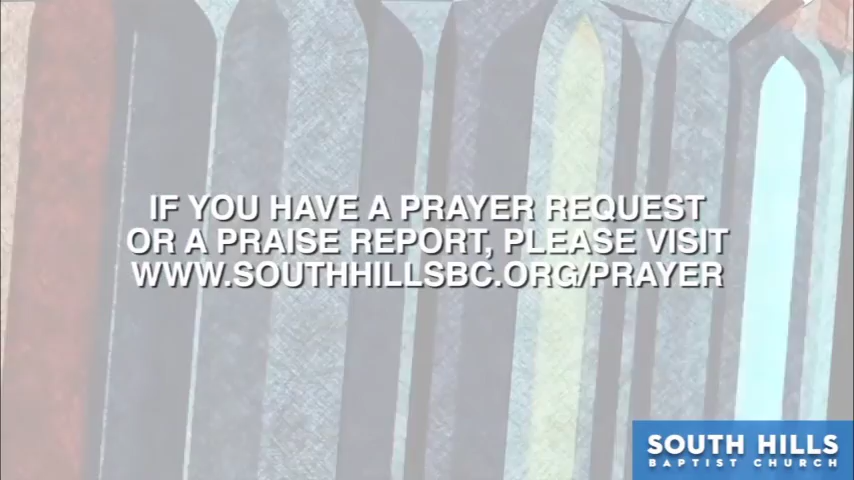 IF YOU HAVE A PRAYER REQUEST
OR A PRAISE REPORT, PLEASE VISIT
WWW.SOUTHHILLSBC.ORG/PRAYER
SOUTH HILLS
BAPTIST CHURCH